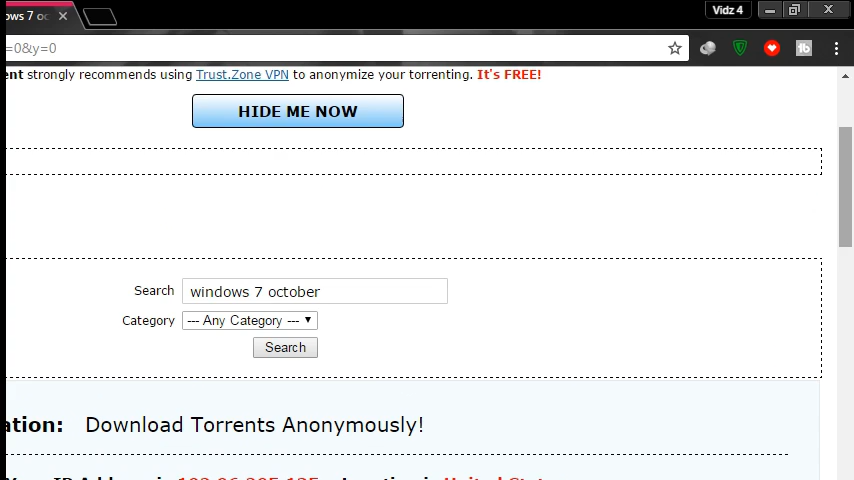 ows 7 oc
Vidz 4
=0&y=0
ent strongly recommends using Trust.Zone VPN to anonymize your torrenting. It's FREE!
HIDE ME NOW
Search windows 7 october
Category --- Any Category ---
Search
ation: Download Torrents Anonymously!